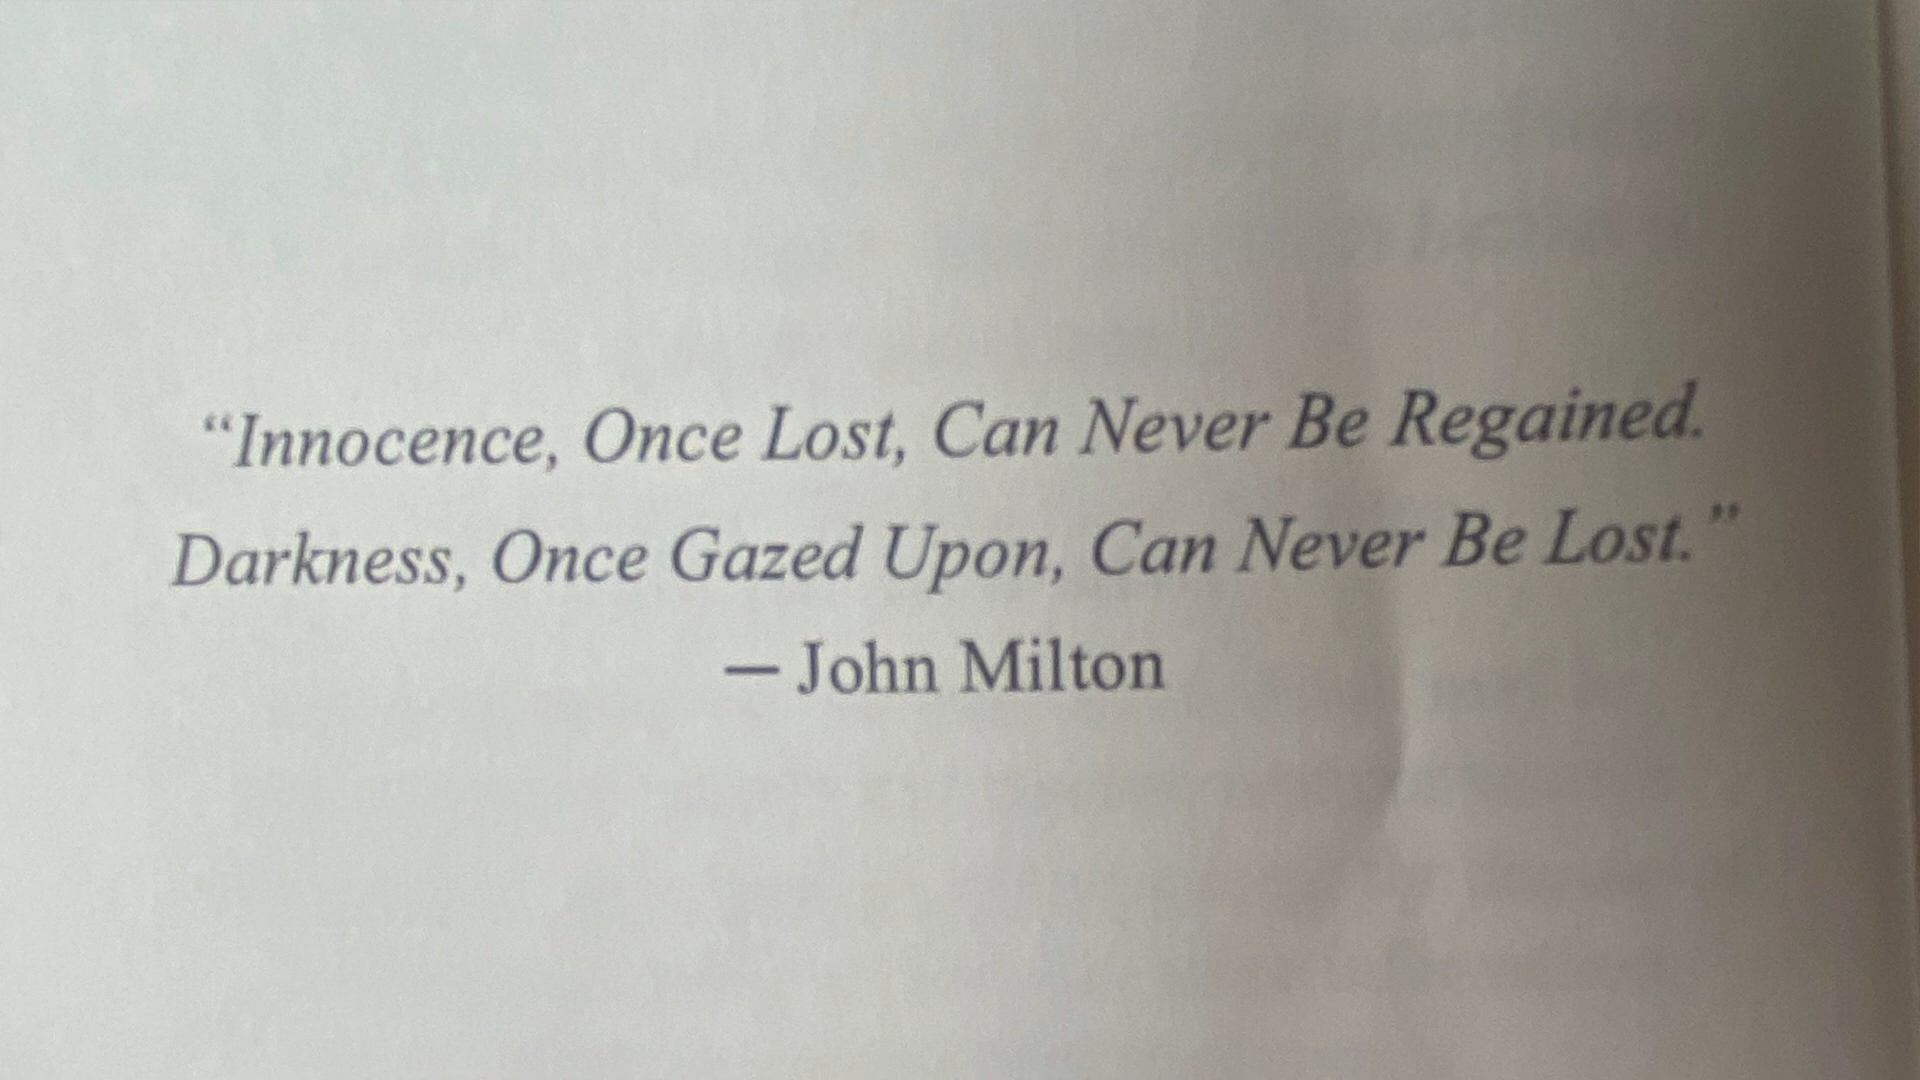 “Innocence, Once Lost, Can Never Be Regained.
Darkness, Once Gazed Upon, Can Never Be Lost.”
— John Milton